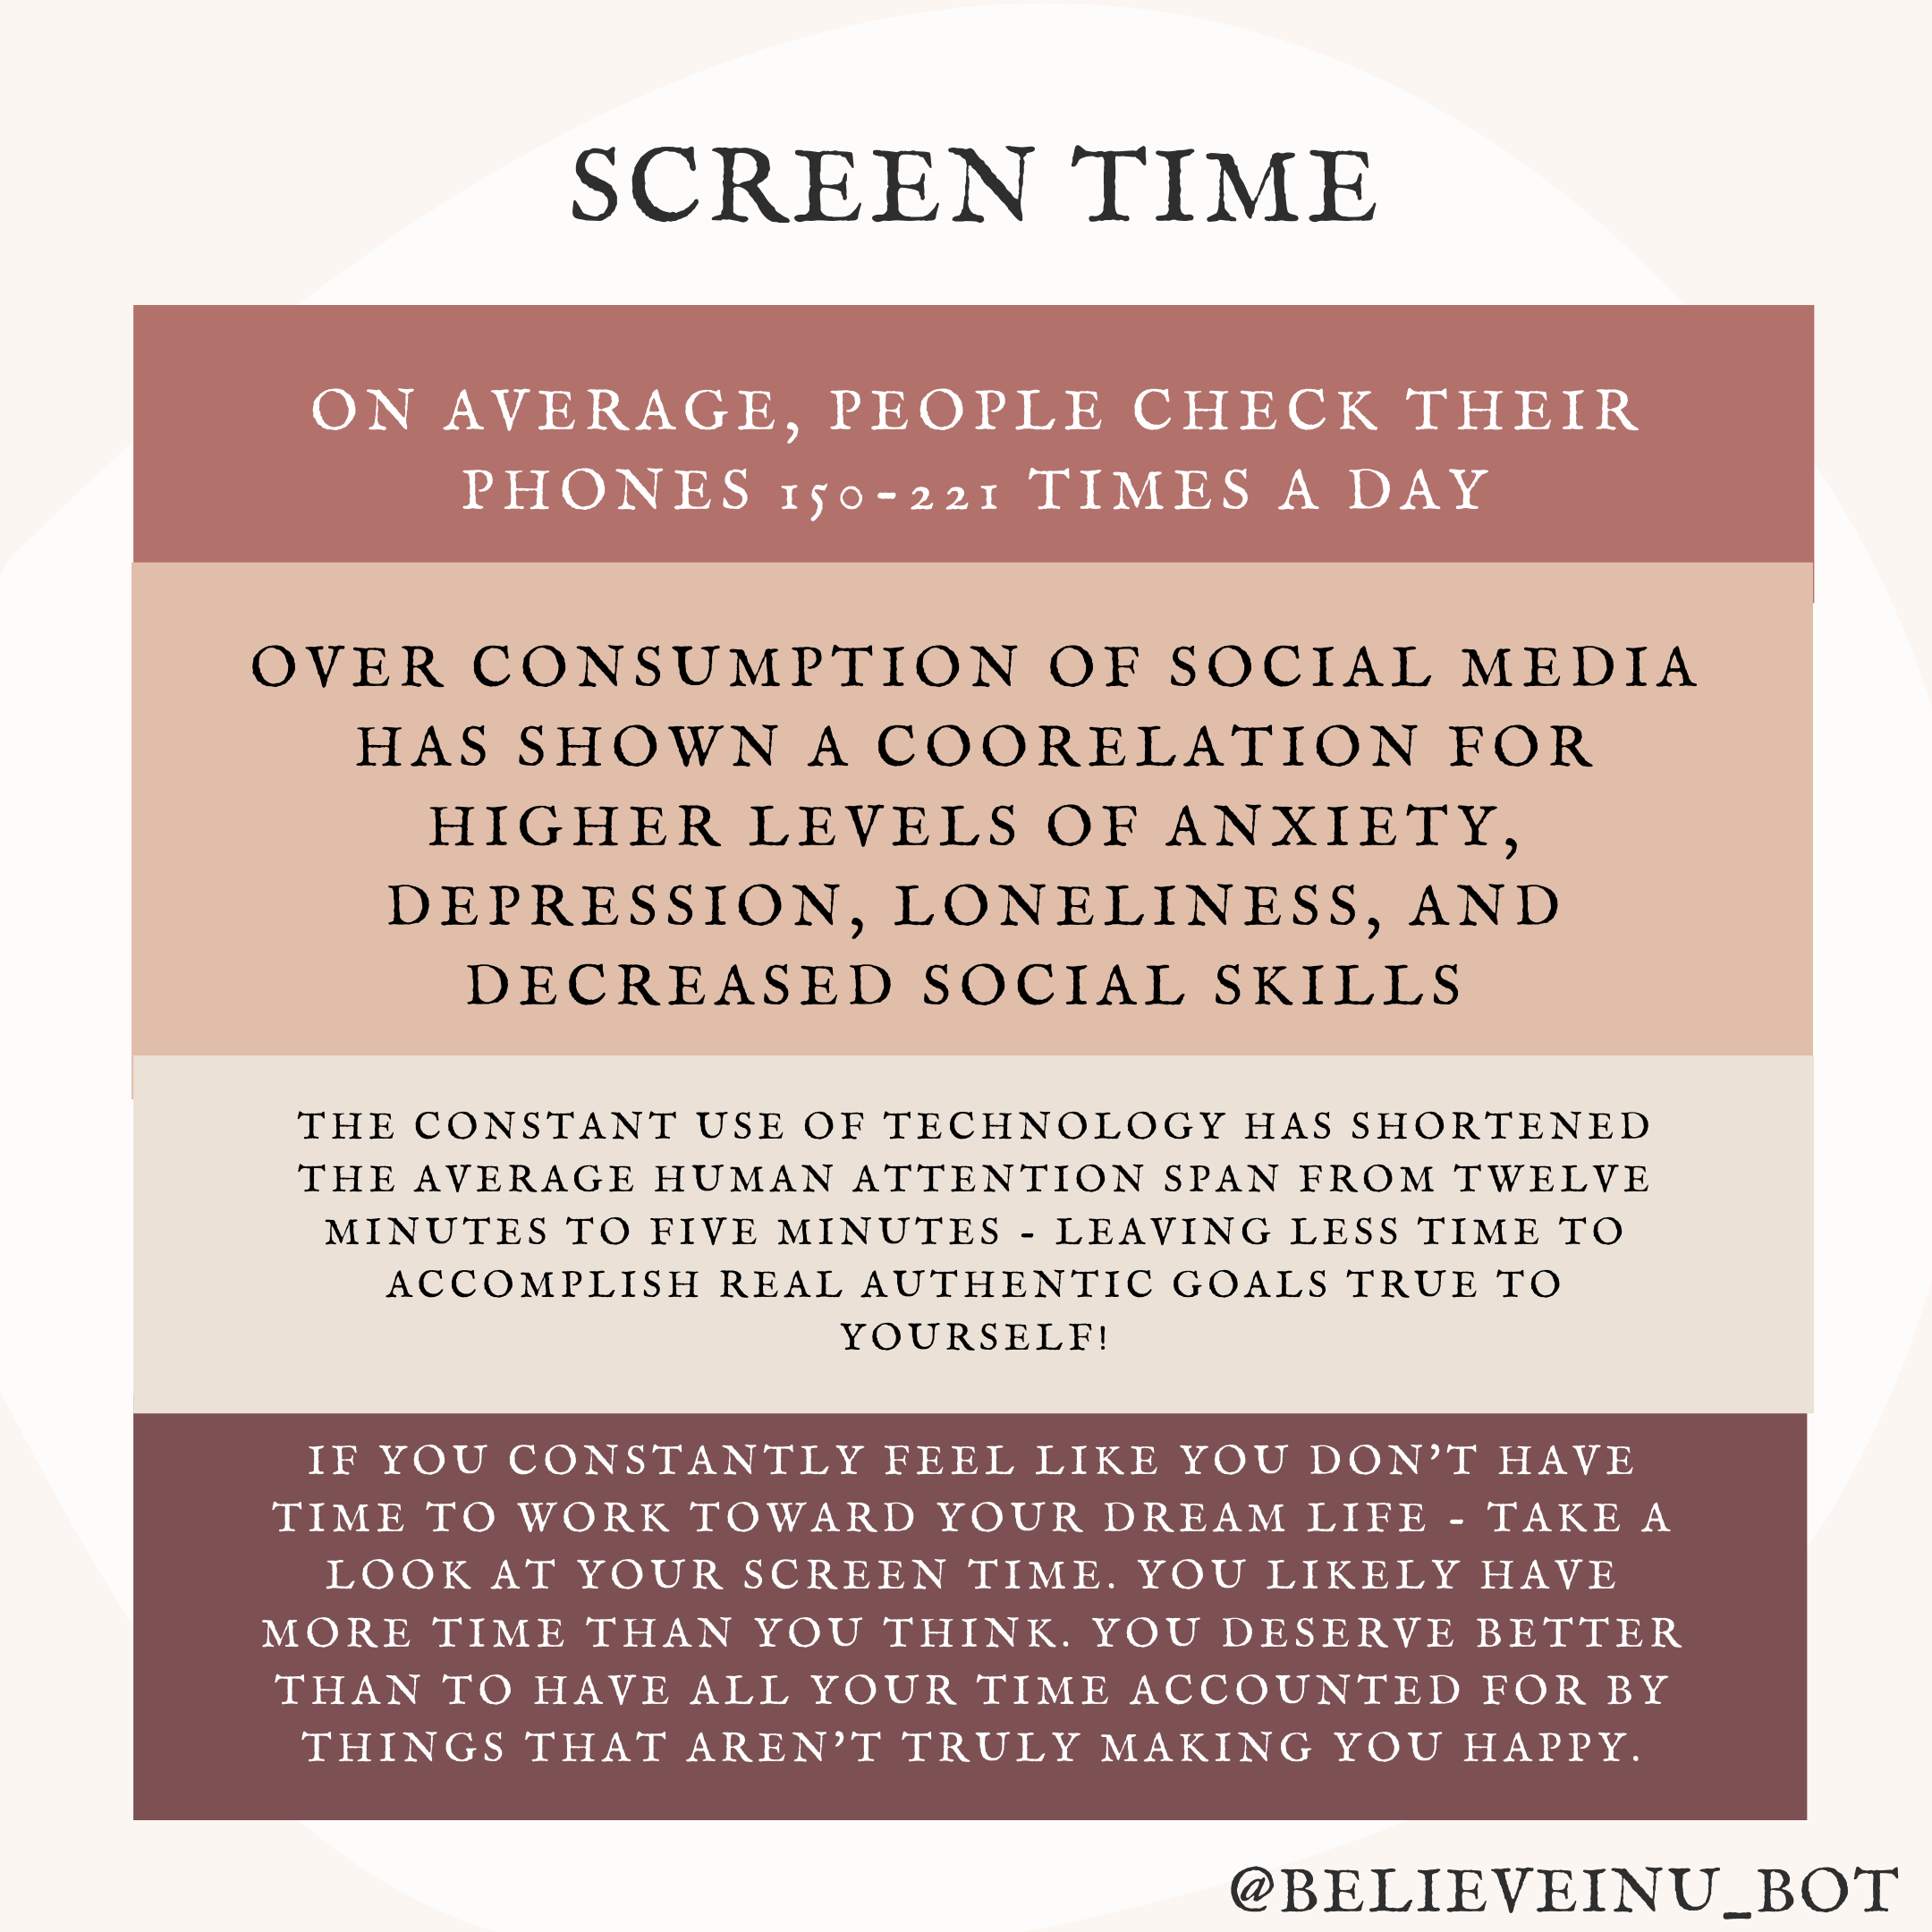 SCREEN TIME
ON AVERAGE, PEOPLE CHECK THEIR
PHONES 150-221 TIMES A DAY
OVER CONSUMPTION OF SOCIAL MEDIA
HAS SHOWN A COORELATION FOR
HIGHER LEVELS OF ANXIETY,
DEPRESSION, LONELINESS, AND
DECREASED SOCIAL SKILLS
THE CONSTANT USE OF TECHNOLOGY HAS SHORTENED
THE AVERAGE HUMAN ATTENTION SPAN FROM TWELVE
MINUTES TO FIVE MINUTES - LEAVING LESS TIME TO
ACCOMPLISH REAL AUTHENTIC GOALS TRUE TO
YOURSELF!
IF YOU CONSTANTLY FEEL LIKE YOU DON'T HAVE
TIME TO WORK TOWARD YOUR DREAM LIFE - TAKE A
LOOK AT YOUR SCREEN TIME. YOU LIKELY HAVE
MORE TIME THAN YOU THINK. YOU DESERVE BETTER
THAN TO HAVE ALL YOUR TIME ACCOUNTED FOR BY
THINGS THAT AREN'T TRULY MAKING YOU HAPPY.
@BELIEVEINU_BOT